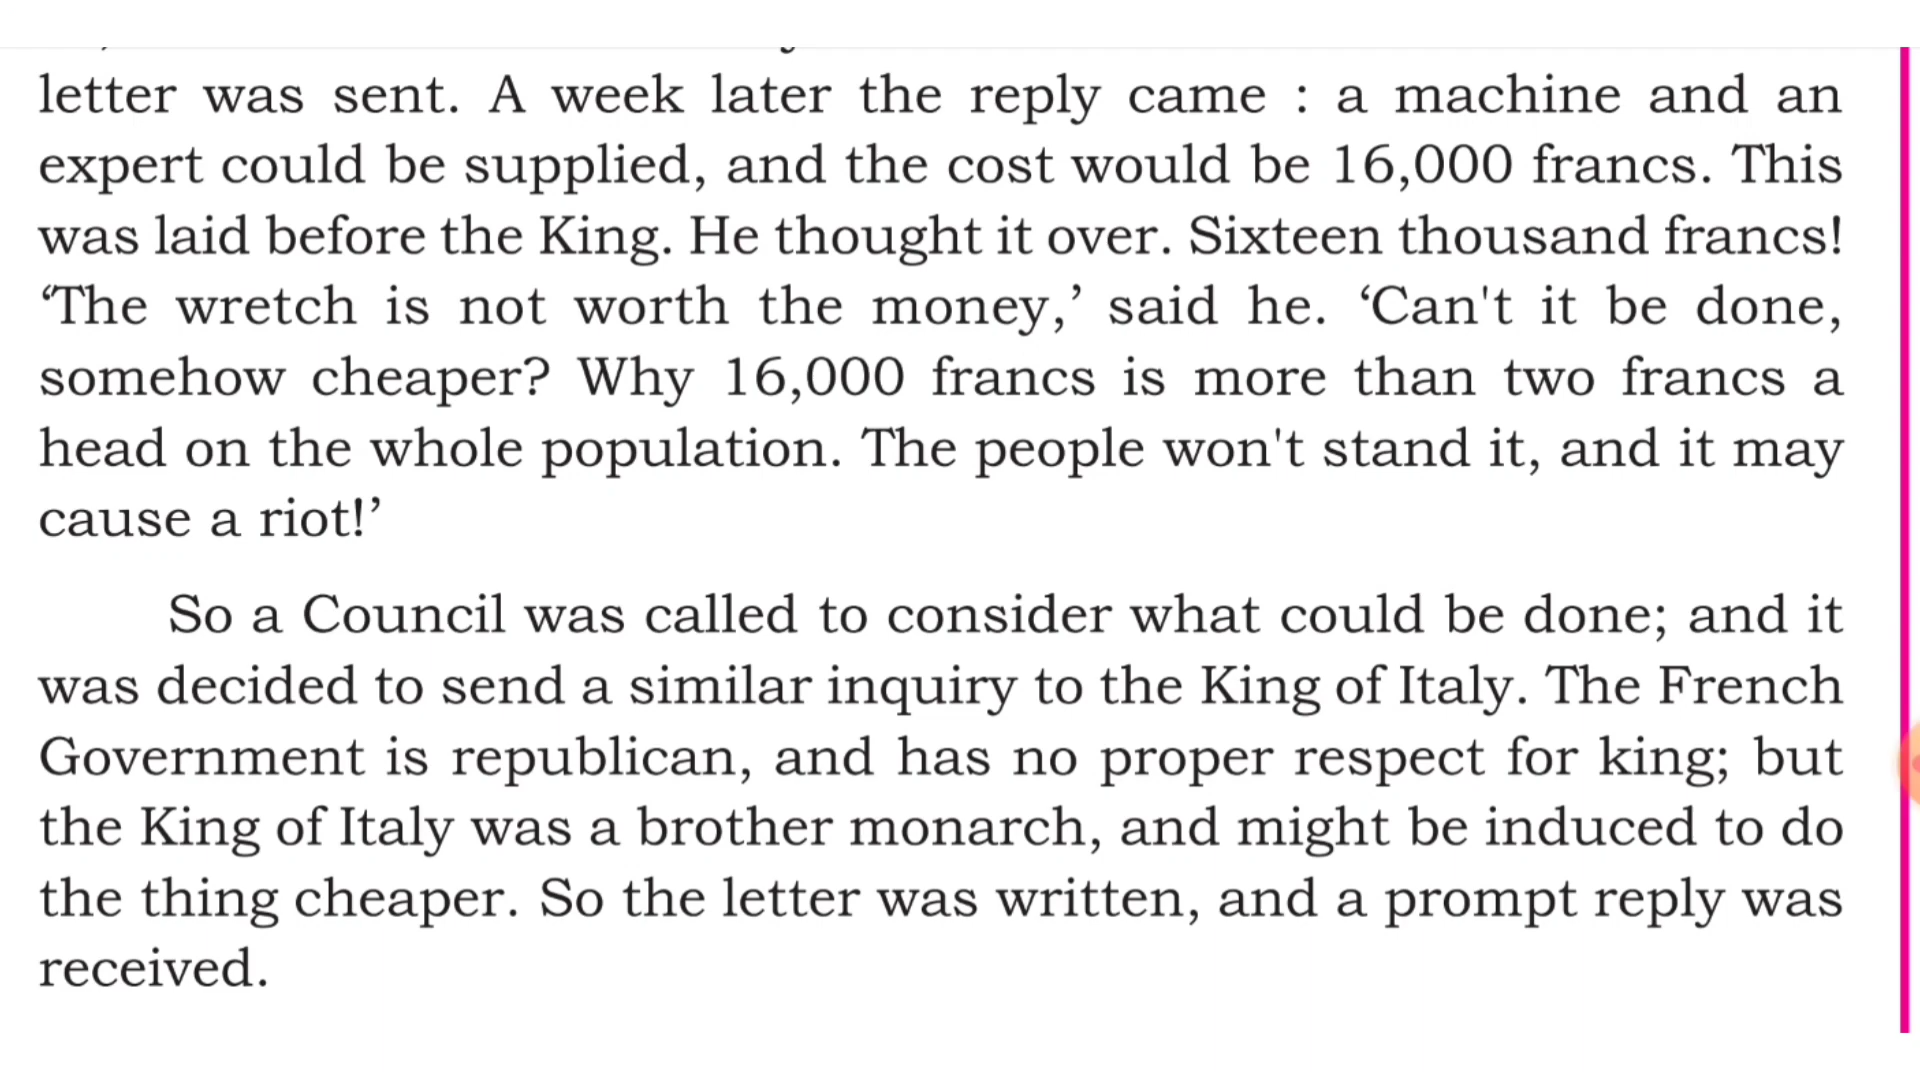 letter was sent. A week later the reply came : a machine and an
expert could be supplied, and the cost would be 16,000 francs. This
was laid before the King. He thought it over. Sixteen thousand francs!
‘The wretch is not worth the money,’ said he. ‘Can't it be done,
somehow cheaper? Why 16,000 francs is more than two francs a
head on the whole population. The people won't stand it, and it may
cause a riot!’
So a Council was called to consider what could be done; and it
was decided to send a similar inquiry to the King of Italy. The French
Government is republican, and has no proper respect for king; but
the King of Italy was a brother monarch, and might be induced to do
the thing cheaper. So the letter was written, and a prompt reply was
received.